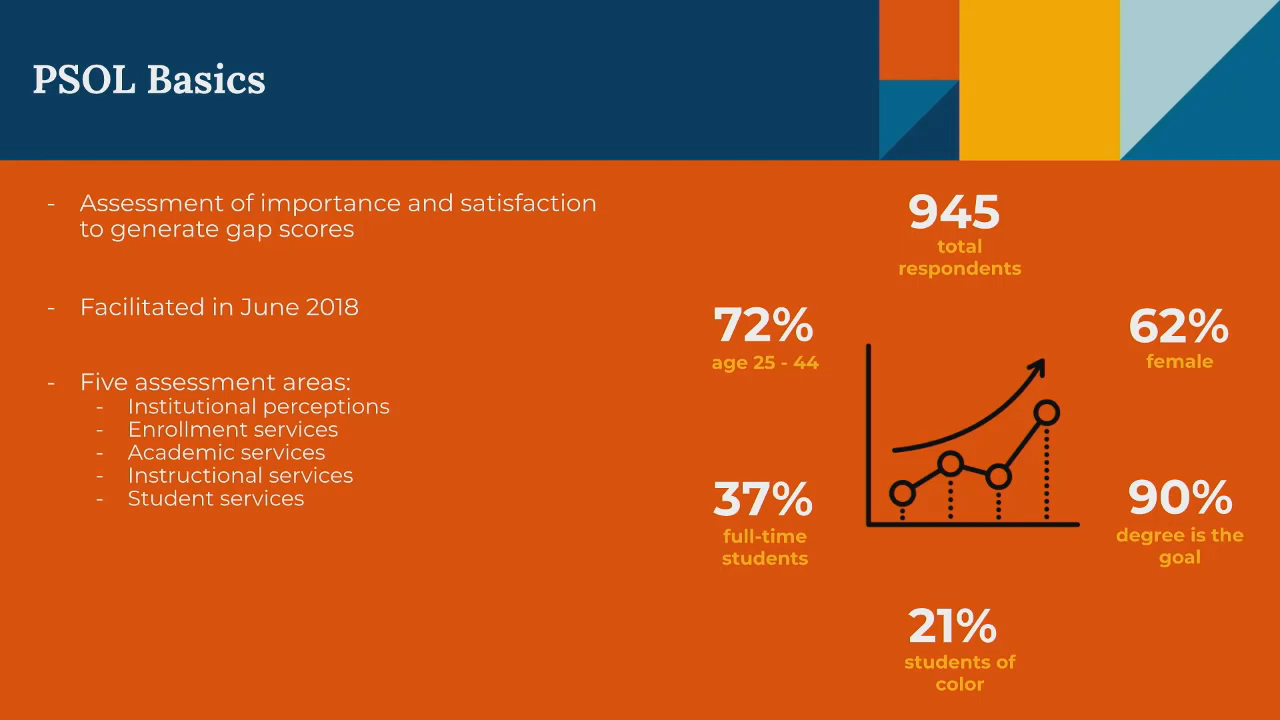 PSOL Basics
- Assessment of importance and satisfaction
to generate gap scores
- Facilitated in June 2018
- Five assessment areas:
- Institutional perceptions
- Enrollment services
- Academic services
- Instructional services
- Student services
945
total
respondents
72%
age 25 - 44
62%
female
37%
full-time
students
90%
degree is the
goal
21%
students of
color